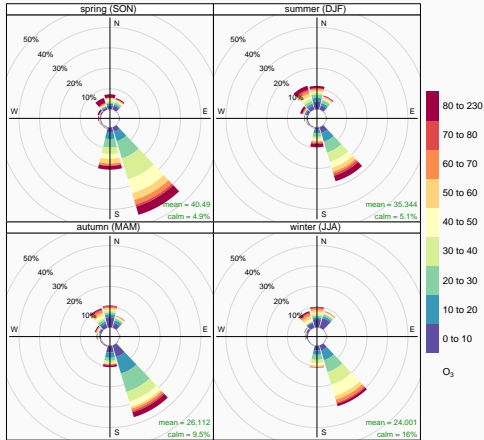 spring (SON)
N
50%
40%
30%
20%
10%
W
E
S
mean = 40.49
calm = 4.9%
summer (DJF)
N
50%
40%
30%
20%
10%
W
E
S
mean = 35.344
calm = 5.1%
autumn (MAM)
N
50%
40%
30%
20%
10%
W
E
S
mean = 26.112
calm = 9.5%
winter (JJA)
N
50%
40%
30%
20%
10%
W
E
S
mean = 24.001
calm = 16%
80 to 230
70 to 80
60 to 70
50 to 60
40 to 50
30 to 40
20 to 30
10 to 20
0 to 10
O₃